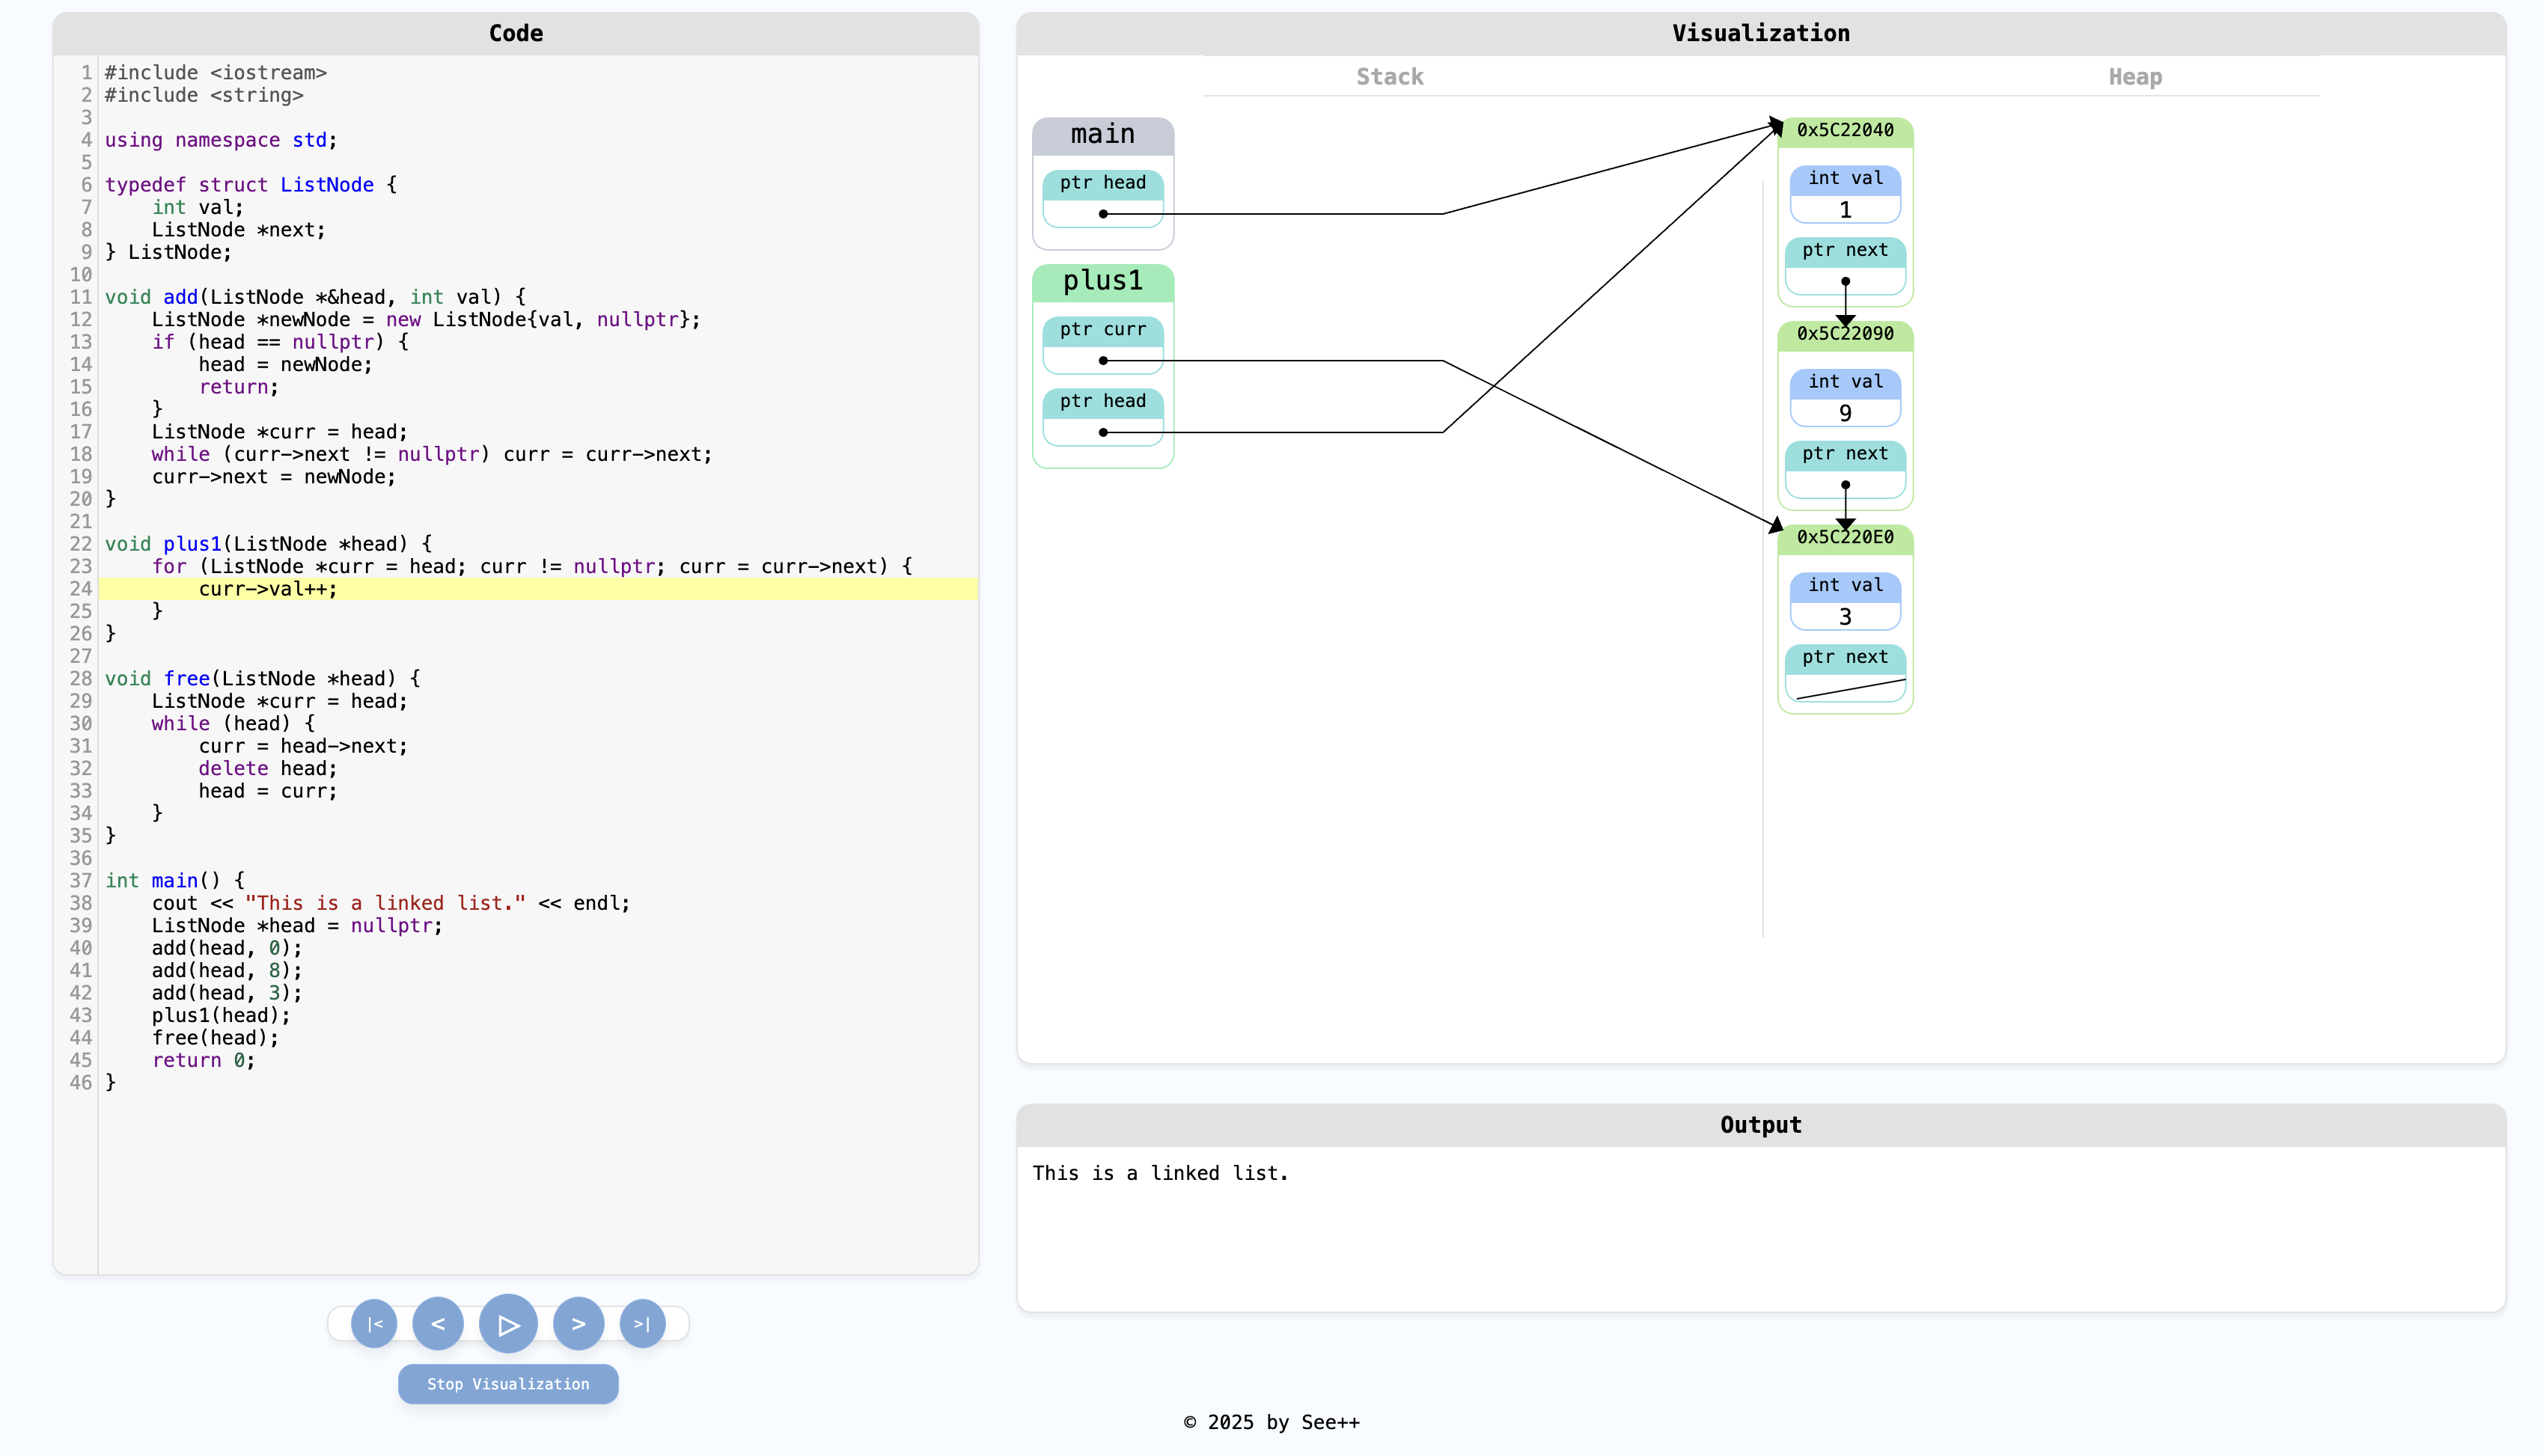 Code
1 #include <iostream>
2 #include <string>
3
4 using namespace std;
5
6 typedef struct ListNode {
7     int val;
8     ListNode *next;
9 } ListNode;
10
11 void add(ListNode *&head, int val) {
12     ListNode *newNode = new ListNode{val, nullptr};
13     if (head == nullptr) {
14         head = newNode;
15         return;
16     }
17     ListNode *curr = head;
18     while (curr->next != nullptr) curr = curr->next;
19     curr->next = newNode;
20 }
21
22 void plus1(ListNode *head) {
23     for (ListNode *curr = head; curr != nullptr; curr = curr->next) {
24         curr->val++;
25     }
26 }
27
28 void free(ListNode *head) {
29     ListNode *curr = head;
30     while (head) {
31         curr = head->next;
32         delete head;
33         head = curr;
34     }
35 }
36
37 int main() {
38     cout << "This is a linked list." << endl;
39     ListNode *head = nullptr;
40     add(head, 0);
41     add(head, 8);
42     add(head, 3);
43     plus1(head);
44     free(head);
45     return 0;
46 }
|<
<
▷
>
>|
Stop Visualization
Visualization
Stack
Heap
main
ptr head
plus1
ptr curr
ptr head
0x5C22040
int val
1
ptr next
0x5C22090
int val
9
ptr next
0x5C220E0
int val
3
ptr next
Output
This is a linked list.
© 2025 by See++